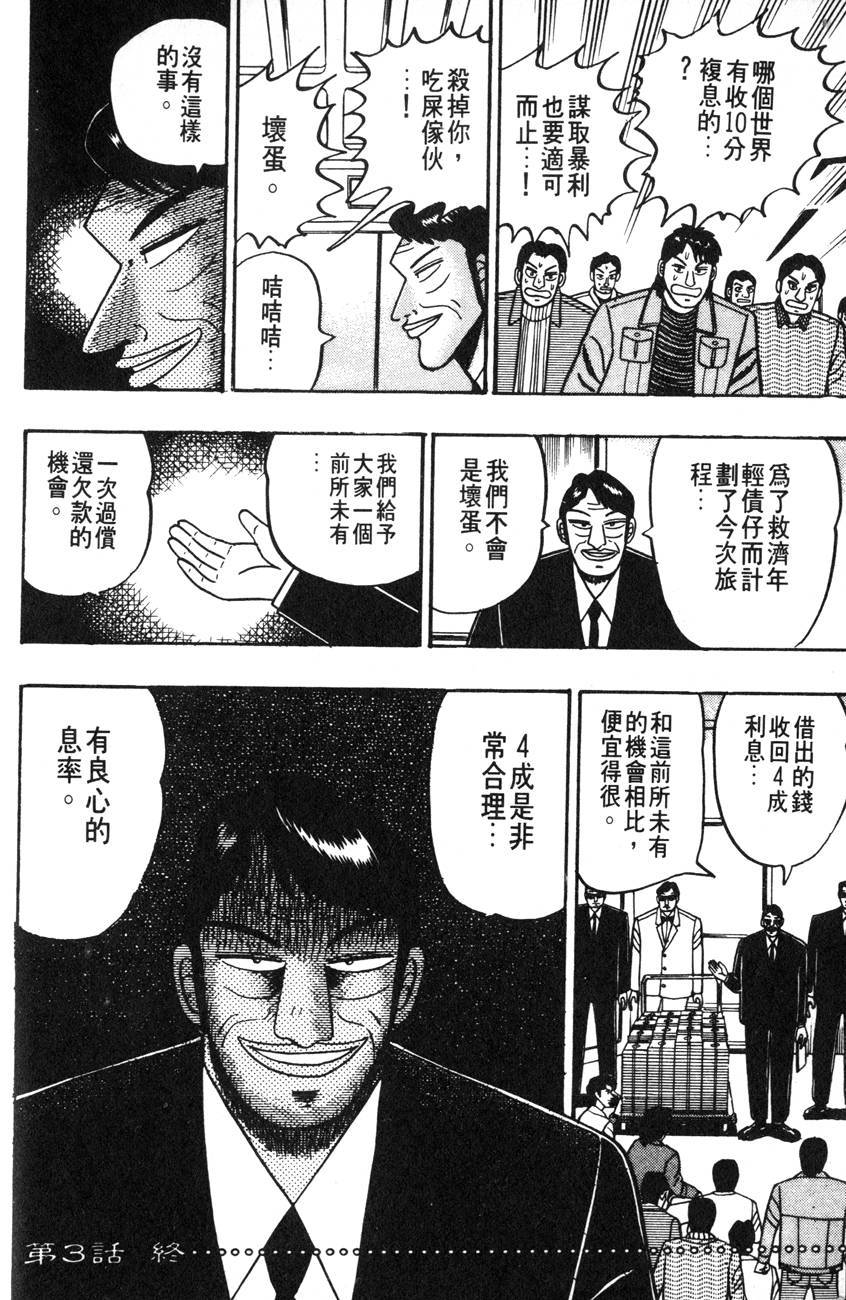 哪個世界
有收10分
複息的…
？
謀取暴利
也要適可
而止…！
殺掉你，
吃屎傢伙
…！
壞蛋。
咭咭咭…
沒有這樣
的事。
爲了救濟年
輕債仔而計
劃了今次旅
程…
我們不會
是壞蛋。
我們給予
大家一個
前所未有
…
一次過償
還欠款的
機會。
借出的錢
收回4成
利息…
和這前所未有
的機會相比，
便宜得很。
4成是非
常合理…
有良心的
息率。
第3話 終